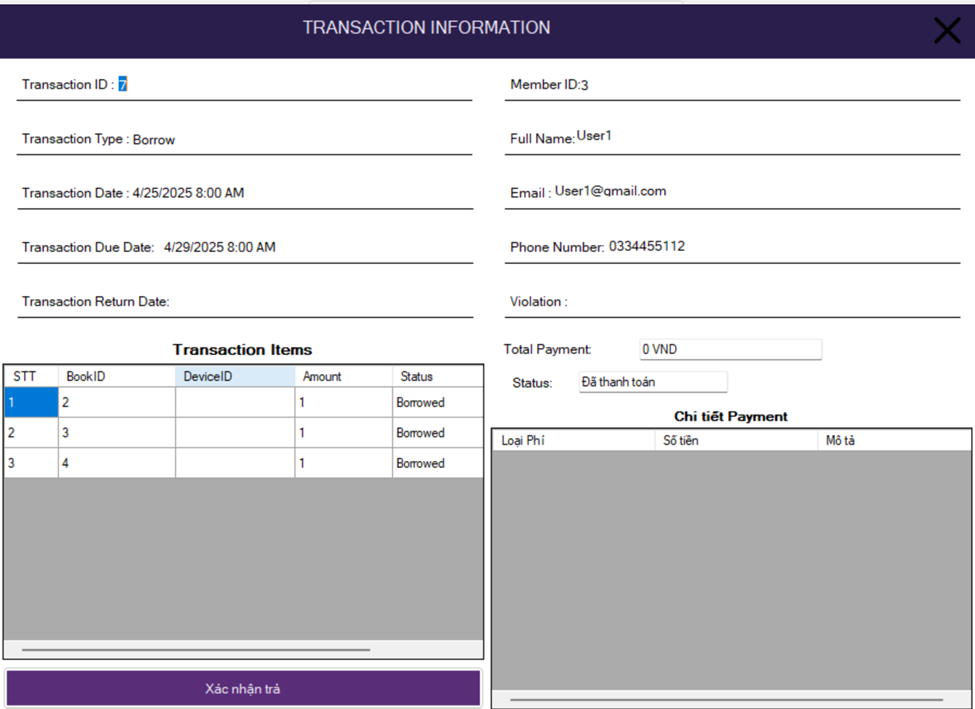 TRANSACTION INFORMATION
Transaction ID : 7
Transaction Type : Borrow
Transaction Date : 4/25/2025 8:00 AM
Transaction Due Date: 4/29/2025 8:00 AM
Transaction Return Date:
Member ID:3
Full Name: User1
Email : User1@gmail.com
Phone Number: 0334455112
Violation :
Transaction Items
STT BookID DeviceID Amount Status
1 2 1 Borrowed
2 3 1 Borrowed
3 4 1 Borrowed
Xác nhận trả
Total Payment: 0 VND
Status: Đã thanh toán
Chi tiết Payment
Loại Phí Số tiền Mô tả